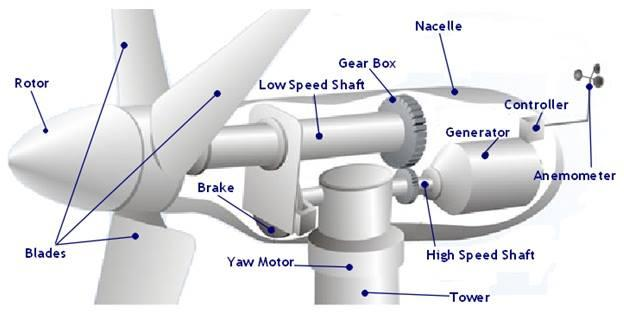 Nacelle
Gear Box
Rotor
Low Speed Shaft
Controller
Generator
Anemometer
Brake
Blades
Yaw Motor
High Speed Shaft
Tower